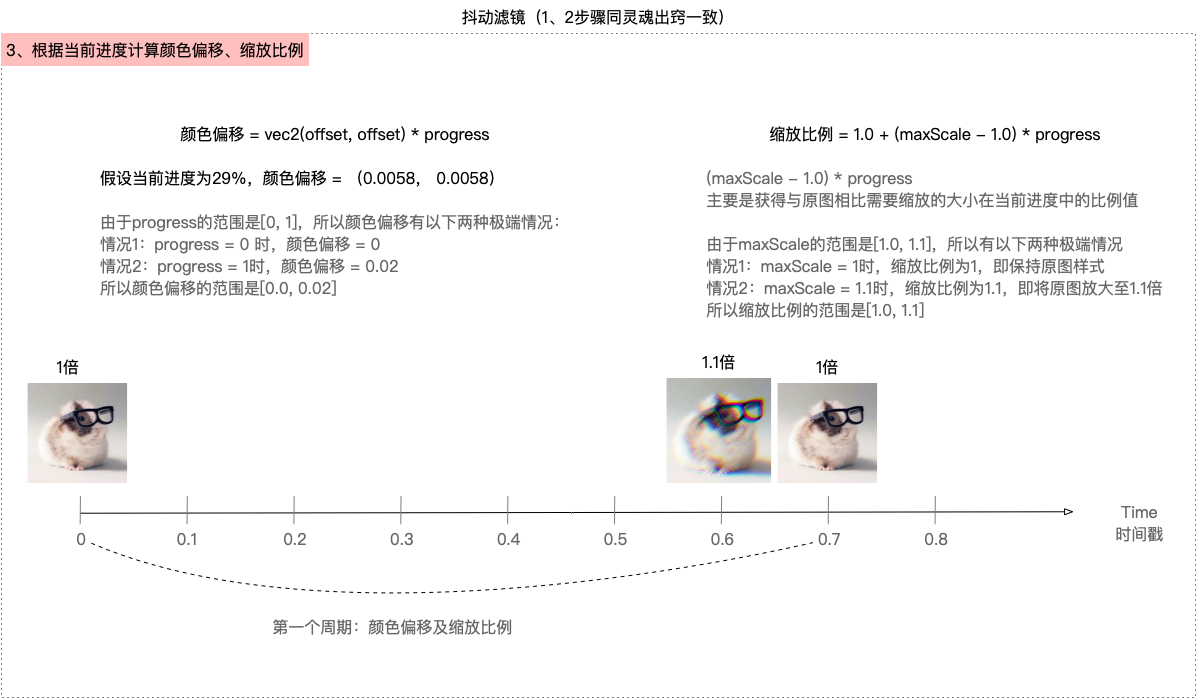 抖动滤镜（1、2步骤同灵魂出窍一致）
3、根据当前进度计算颜色偏移、缩放比例
颜色偏移 = vec2(offset, offset) * progress
假设当前进度为29%，颜色偏移 = （0.0058， 0.0058）
由于progress的范围是[0, 1]，所以颜色偏移有以下两种极端情况：
情况1：progress = 0 时，颜色偏移 = 0
情况2：progress = 1时，颜色偏移 = 0.02
所以颜色偏移的范围是[0.0, 0.02]
缩放比例 = 1.0 + (maxScale – 1.0) * progress
(maxScale – 1.0) * progress
主要是获得与原图相比需要缩放的大小在当前进度中的比例值
由于maxScale的范围是[1.0, 1.1]，所以有以下两种极端情况
情况1：maxScale = 1时，缩放比例为1，即保持原图样式
情况2：maxScale = 1.1时，缩放比例为1.1，即将原图放大至1.1倍
所以缩放比例的范围是[1.0, 1.1]
1倍
1.1倍
1倍
0
0.1
0.2
0.3
0.4
0.5
0.6
0.7
0.8
Time
时间戳
第一个周期：颜色偏移及缩放比例